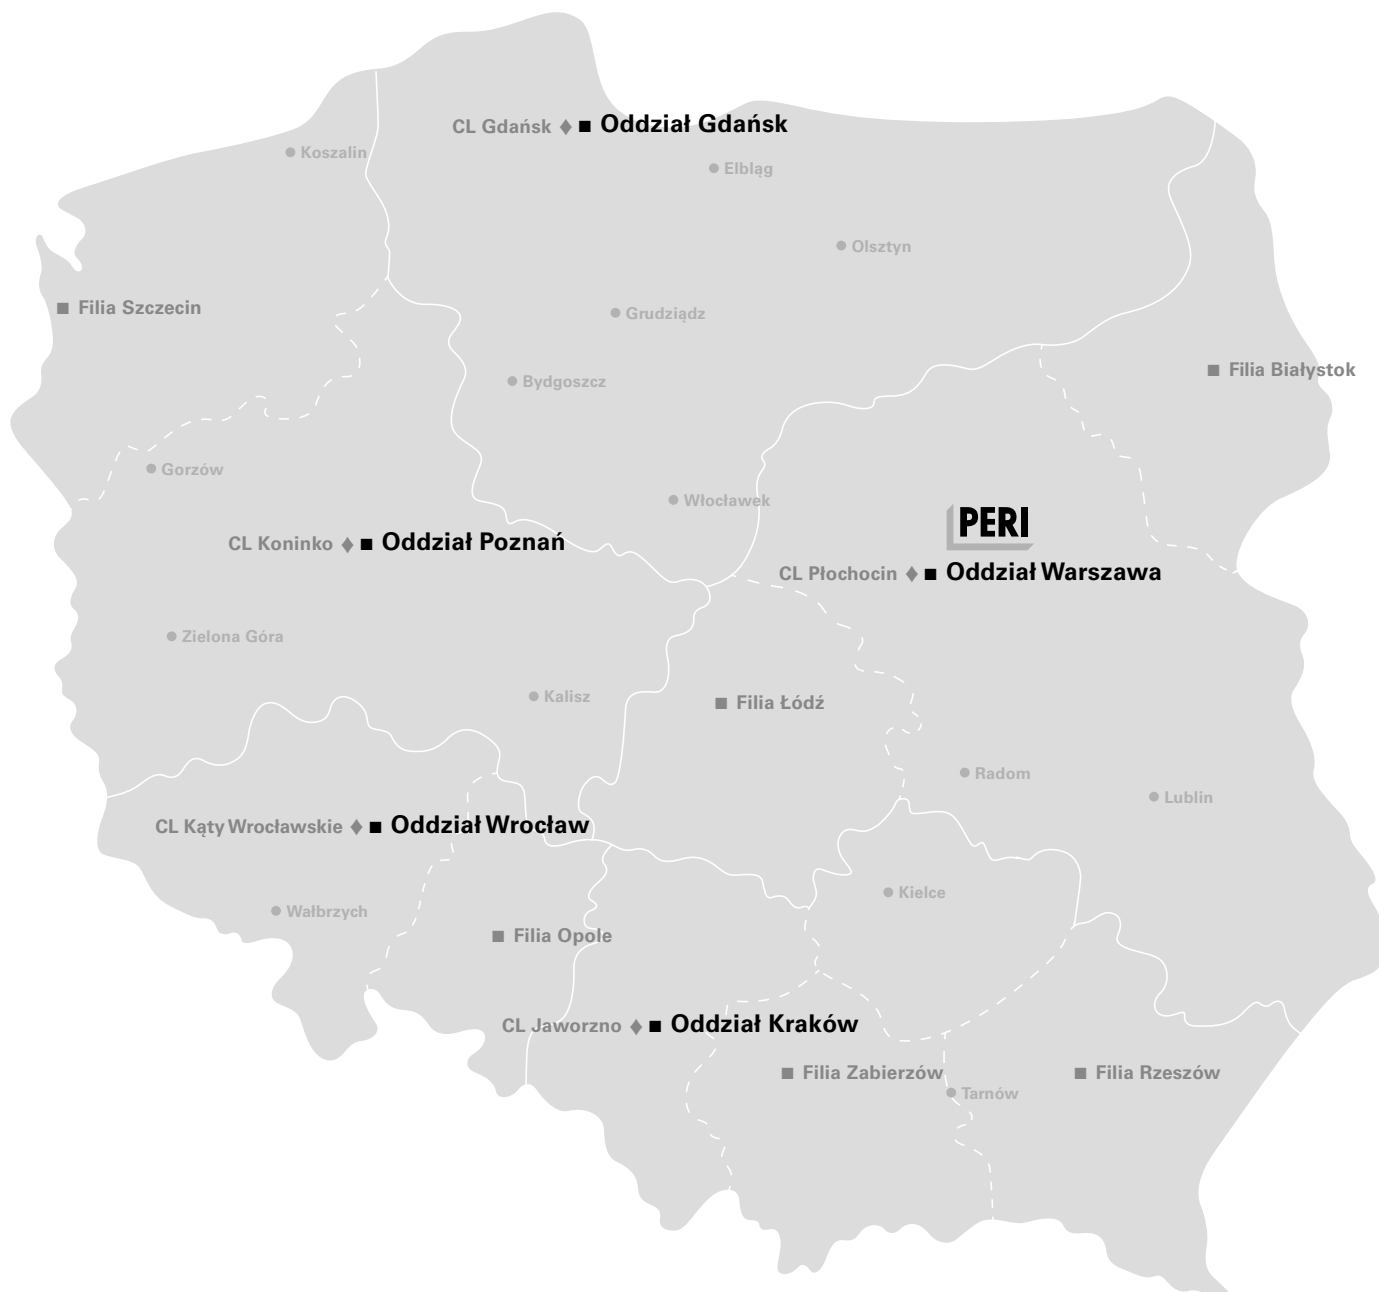 CL Gdańsk ♦ ■ Oddział Gdańsk
Koszalin
Elbląg
Olsztyn
■ Filia Szczecin
Grudziądz
■ Filia Białystok
Bydgoszcz
Gorzów
Włocławek
PERI
CL Koninko ♦ ■ Oddział Poznań
CL Płochocin ♦ ■ Oddział Warszawa
Zielona Góra
Kalisz
■ Filia Łódź
Radom
Lublin
CL Kąty Wrocławskie ♦ ■ Oddział Wrocław
Kielce
Wałbrzych
■ Filia Opole
CL Jaworzno ♦ ■ Oddział Kraków
■ Filia Zabierzów
■ Filia Rzeszów
Tarnów